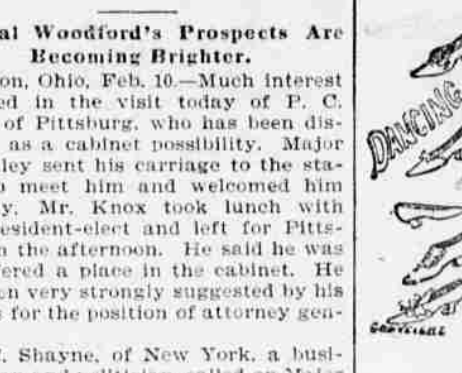 al Woodford's Prospects Are
Becoming Brighter.
on, Ohio, Feb. 10.—Much interest
ed in the visit today of P. C.
of Pittsburg, who has been dis-
as a cabinet possibility. Major
ley sent his carriage to the sta-
o meet him and welcomed him
y. Mr. Knox took lunch with
esident-elect and left for Pitts-
n the afternoon. He said he was
fered a place in the cabinet. He
en very strongly suggested by his
s for the position of attorney gen-
. Shayne, of New York, a busi-
called on Major
DANCING